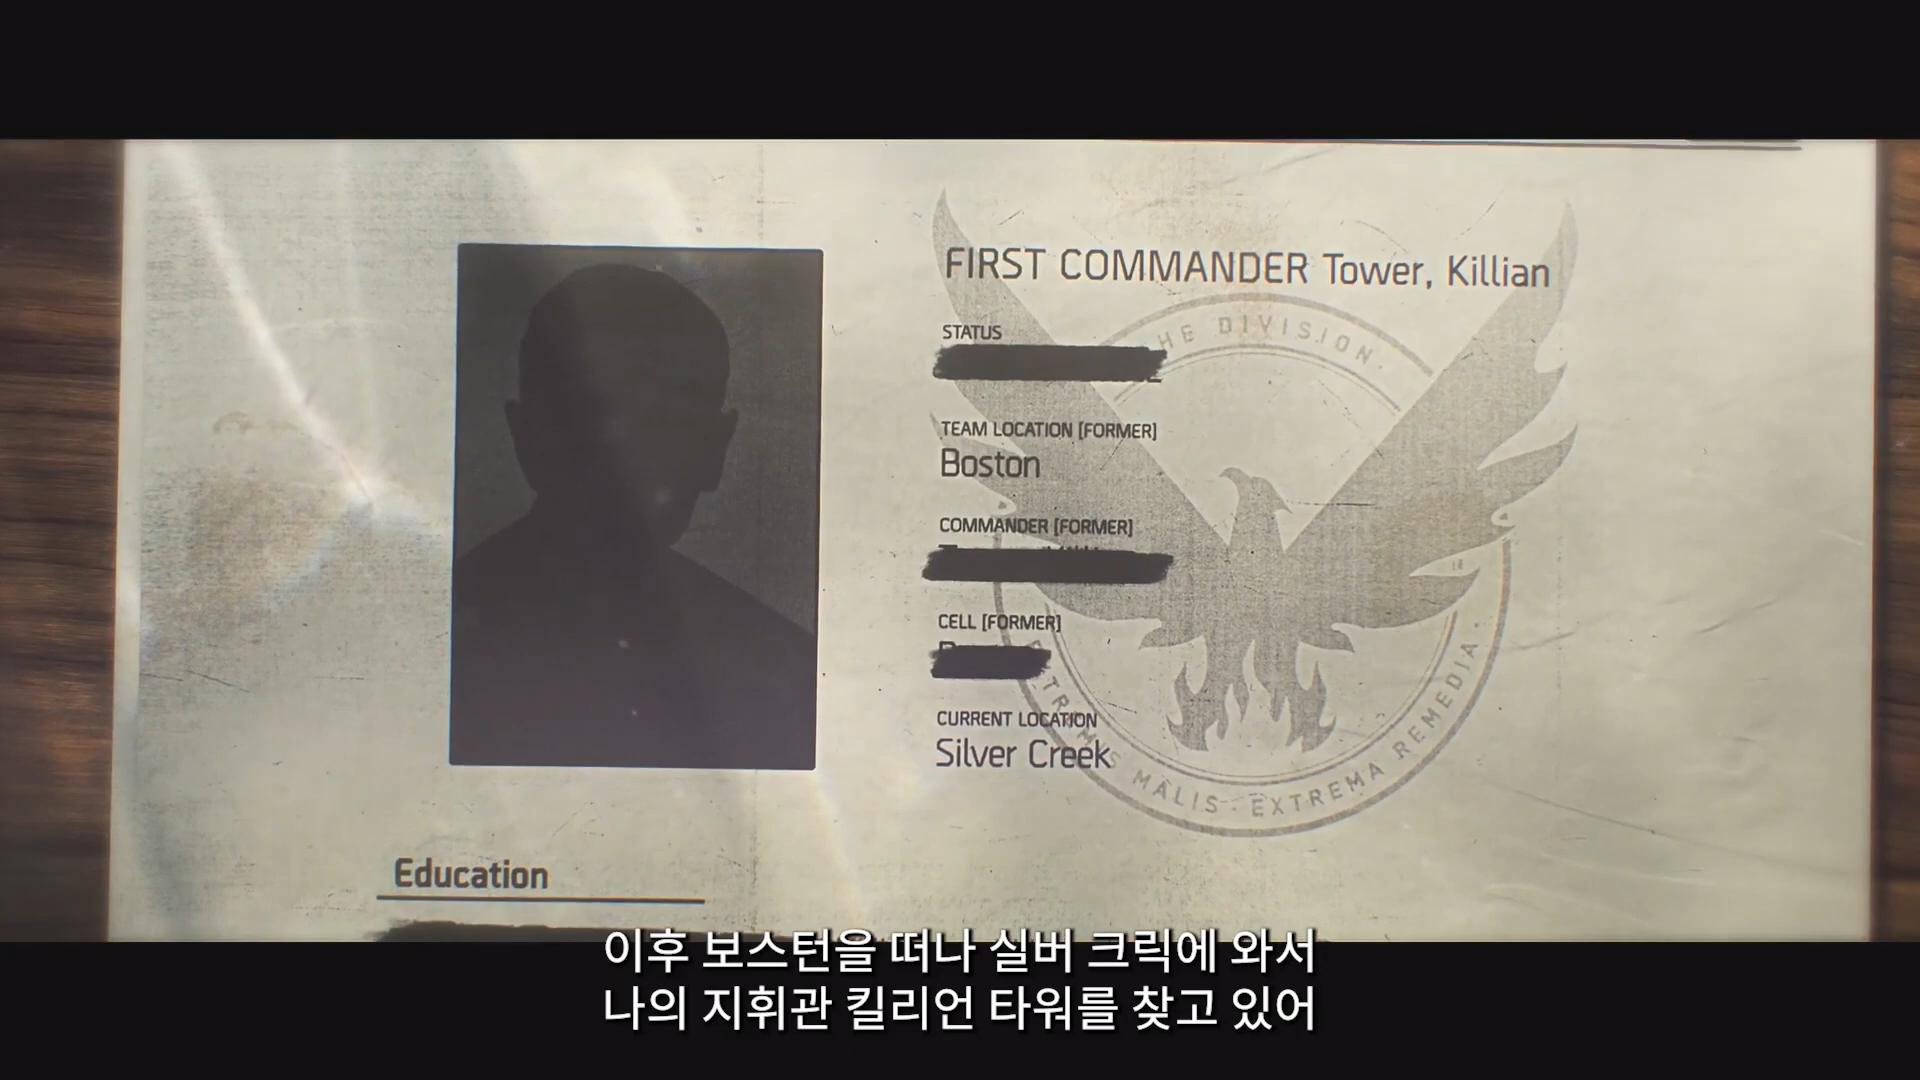 FIRST COMMANDER Tower, Killian
HE DIVISION
STATUS
TEAM LOCATION [FORMER]
Boston
COMMANDER [FORMER]
CELL [FORMER]
CURRENT LOCATION
Silver Creek
MALIS · EXTREMA REMEDIA ·
Education
이후 보스턴을 떠나 실버 크릭에 와서
나의 지휘관 킬리언 타워를 찾고 있어